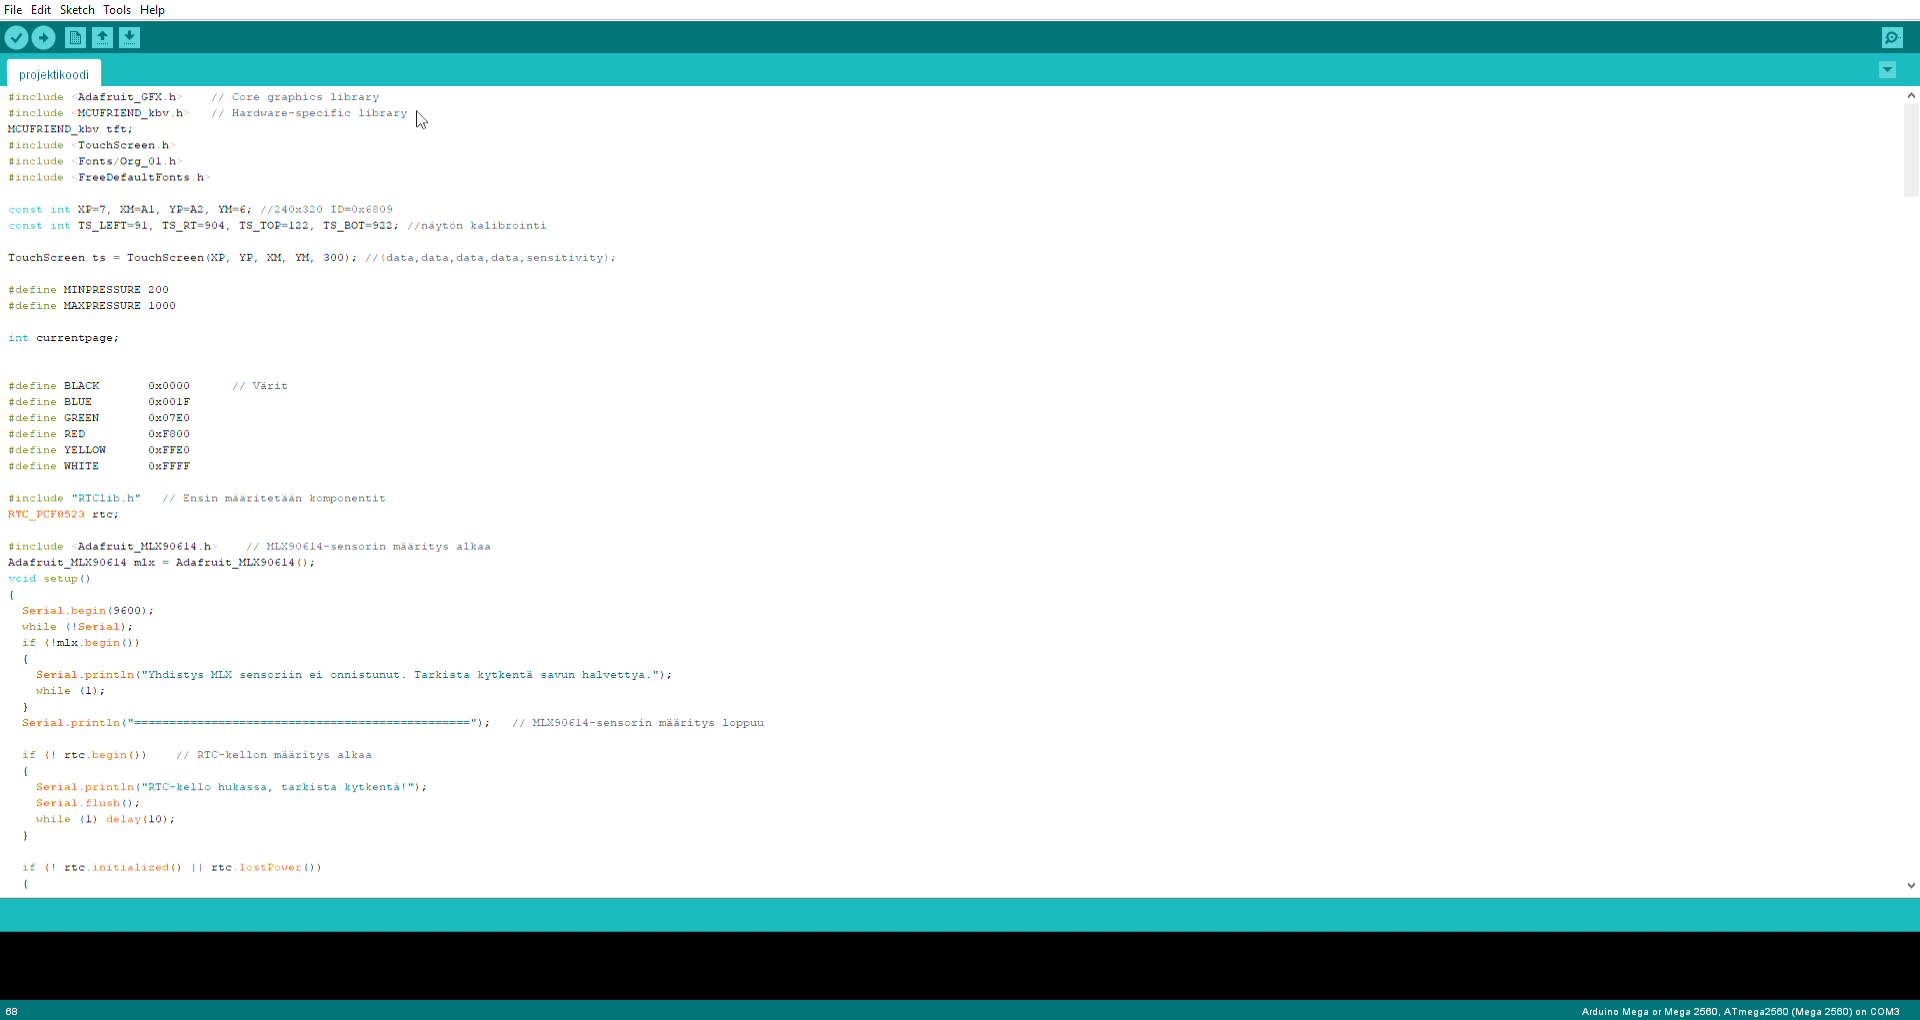 File Edit Sketch Tools Help
projektikoodi
#include <Adafruit_GFX.h>    // Core graphics library
#include <MCUFRIEND_kbv.h>   // Hardware-specific library
MCUFRIEND_kbv tft;
#include <TouchScreen.h>
#include <Fonts/Org_01.h>
#include <FreeDefaultFonts.h>
const int XP=7, XM=A1, YP=A2, YM=6; //240x320 ID=0x6809
const int TS_LEFT=91, TS_RT=904, TS_TOP=122, TS_BOT=922; //näytön kalibrointi
TouchScreen ts = TouchScreen(XP, YP, XM, YM, 300); //(data,data,data,data,sensitivity);
#define MINPRESSURE 200
#define MAXPRESSURE 1000
int currentpage;
#define BLACK       0x0000      // Värit
#define BLUE        0x001F
#define GREEN       0x07E0
#define RED         0xF800
#define YELLOW      0xFFE0
#define WHITE       0xFFFF
#include "RTClib.h"   // Ensin määritetään komponentit
RTC_PCF8523 rtc;
#include <Adafruit_MLX90614.h>    // MLX90614-sensorin määritys alkaa
Adafruit_MLX90614 mlx = Adafruit_MLX90614();
void setup()
{
  Serial.begin(9600);
  while (!Serial);
  if (!mlx.begin())
  {
    Serial.println("Yhdistys MLX sensoriin ei onnistunut. Tarkista kytkentä savun halvettya.");
    while (1);
  }
  Serial.println("================================================");   // MLX90614-sensorin määritys loppuu
  if (! rtc.begin())    // RTC-kellon määritys alkaa
  {
    Serial.println("RTC-kello hukassa, tarkista kytkentä!");
    Serial.flush();
    while (1) delay(10);
  }
  if (! rtc.initialized() || rtc.lostPower())
  {
68
Arduino Mega or Mega 2560, ATmega2560 (Mega 2560) on COM3